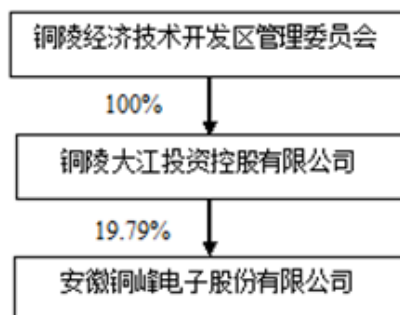 铜陵经济技术开发区管理委员会
100%
铜陵大江投资控股有限公司
19.79%
安徽铜峰电子股份有限公司